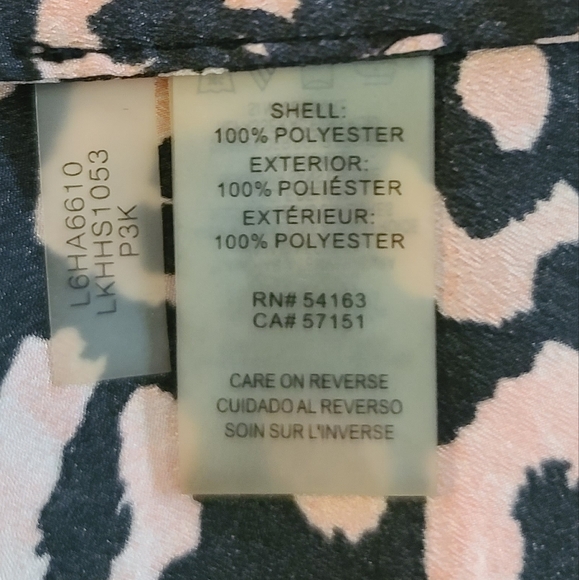 L6HA6610
LKHHS1053
P3K
SHELL:
100% POLYESTER
EXTERIOR:
100% POLIÉSTER
EXTÉRIEUR:
100% POLYESTER
RN# 54163
CA# 57151
CARE ON REVERSE
CUIDADO AL REVERSO
SOIN SUR L'INVERSE